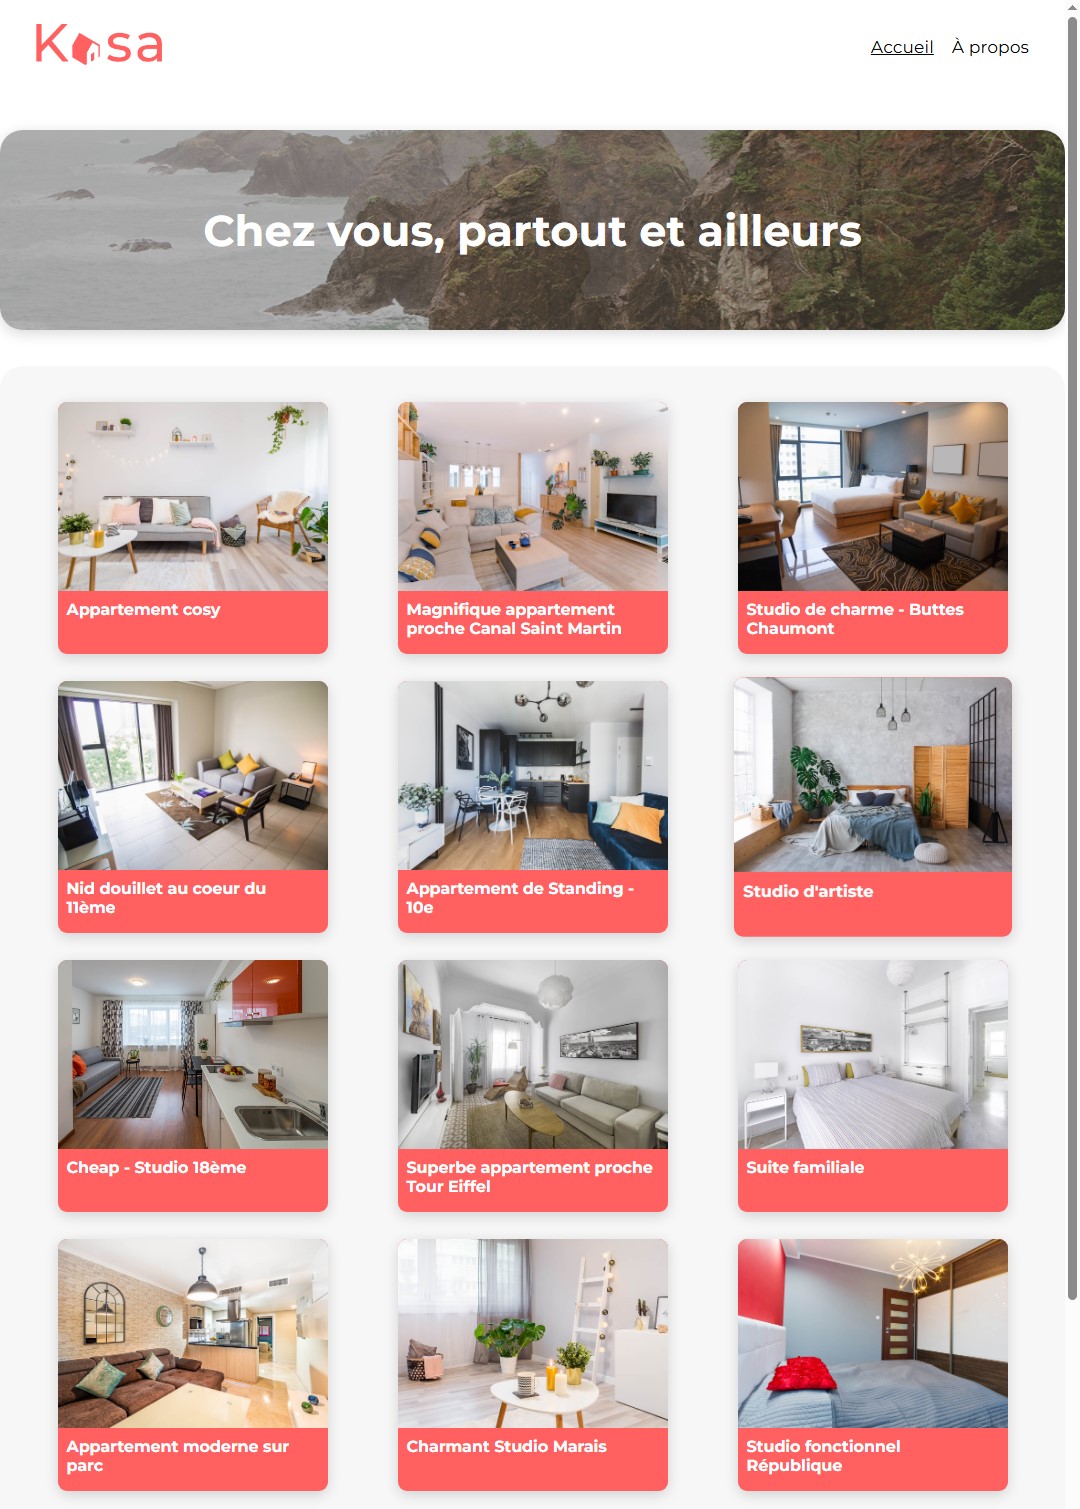 Kasa
Accueil À propos
Chez vous, partout et ailleurs
Appartement cosy
Magnifique appartement
proche Canal Saint Martin
Studio de charme - Buttes
Chaumont
Nid douillet au coeur du
11ème
Appartement de Standing -
10e
Studio d'artiste
Cheap - Studio 18ème
Superbe appartement proche
Tour Eiffel
Suite familiale
Appartement moderne sur
parc
Charmant Studio Marais
Studio fonctionnel
République